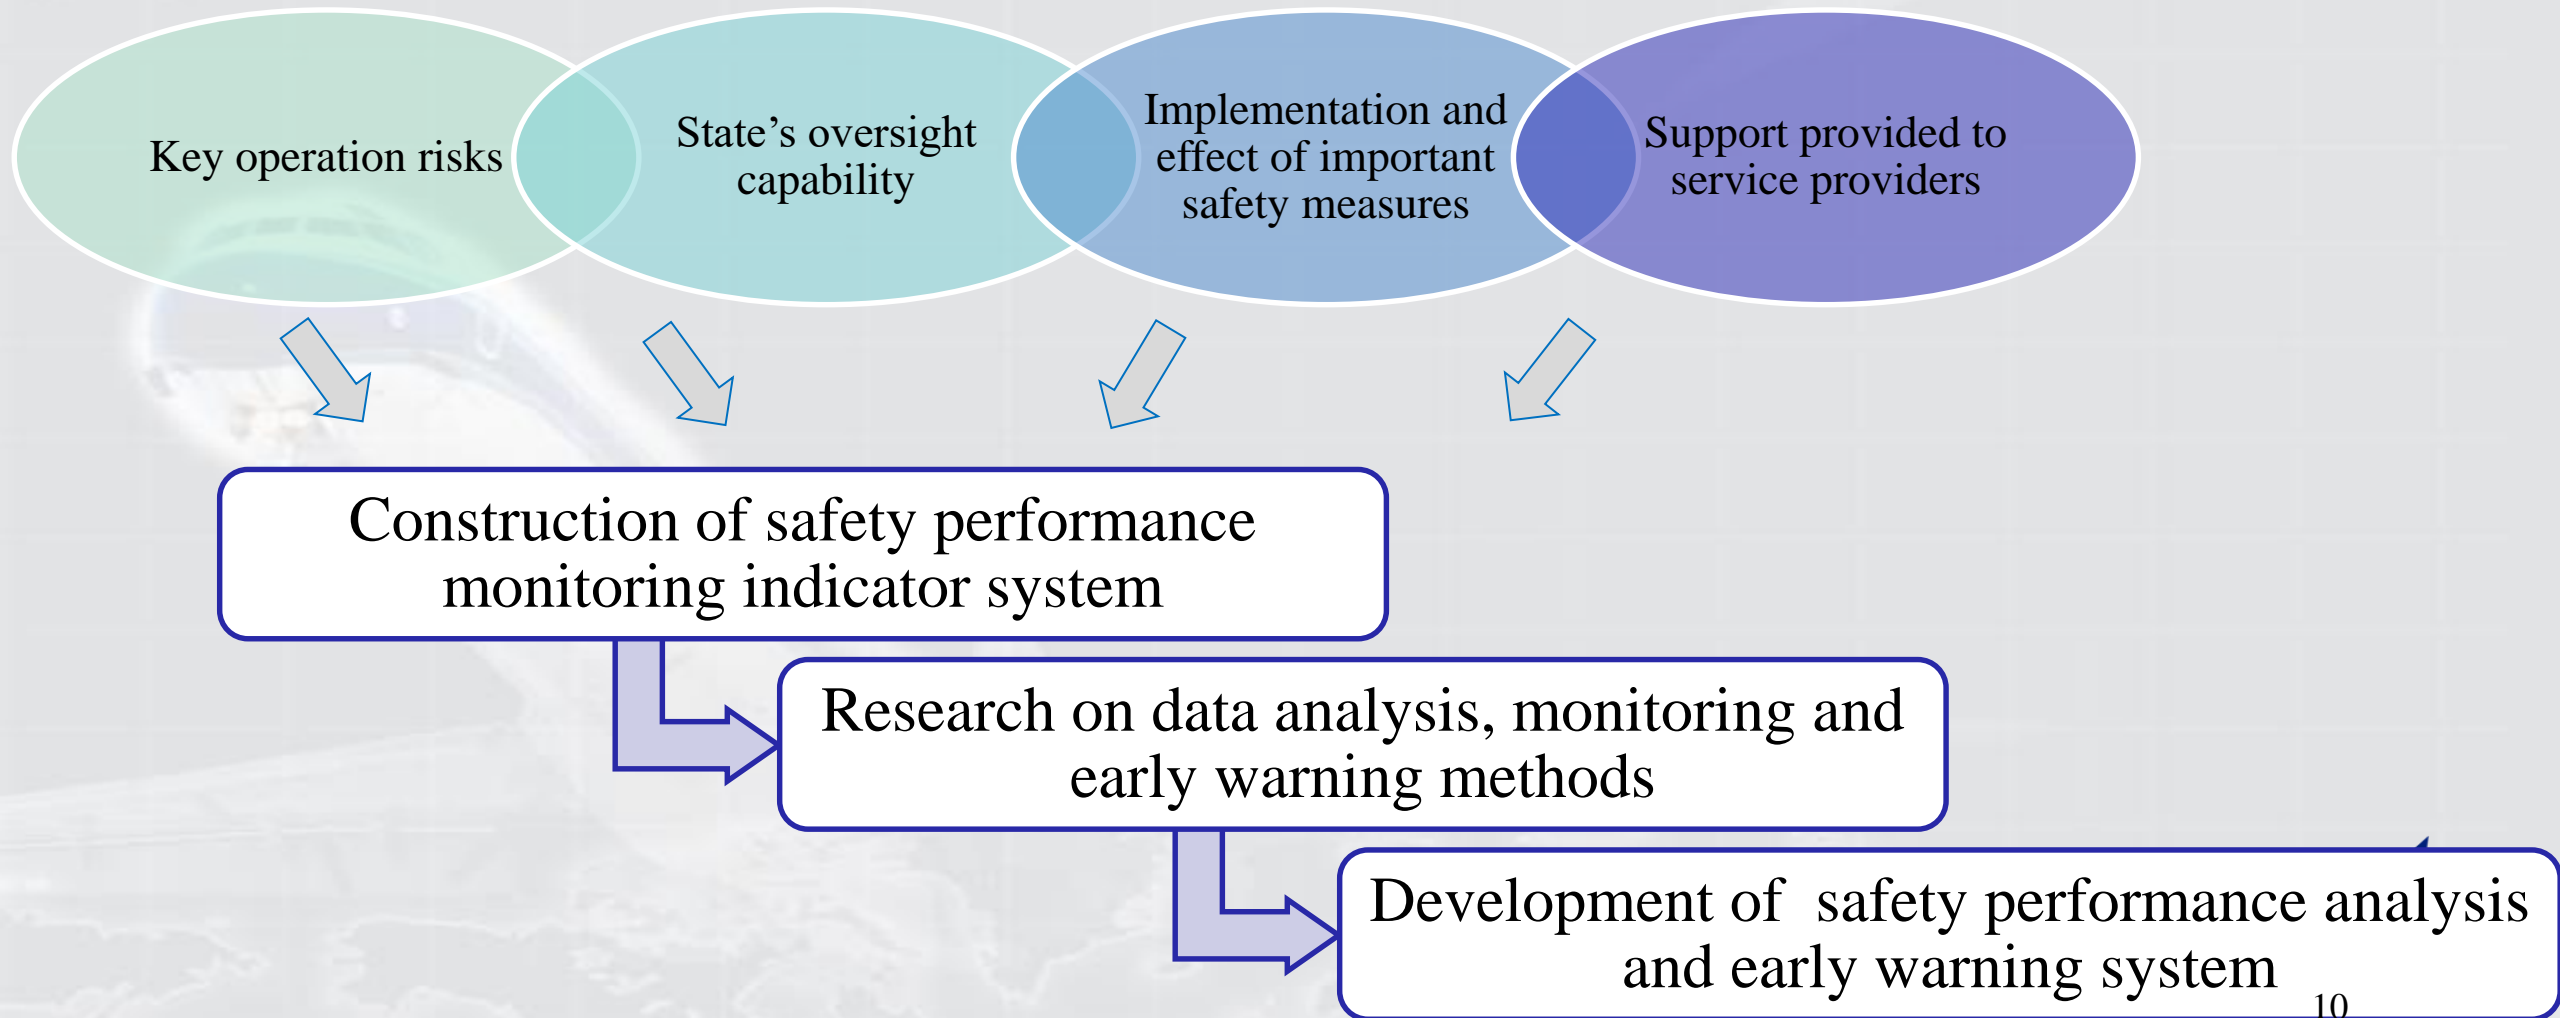 Key operation risks
State’s oversight
capability
Implementation and
effect of important
safety measures
Support provided to
service providers
Construction of safety performance
monitoring indicator system
Research on data analysis, monitoring and
early warning methods
Development of  safety performance analysis
and early warning system
10